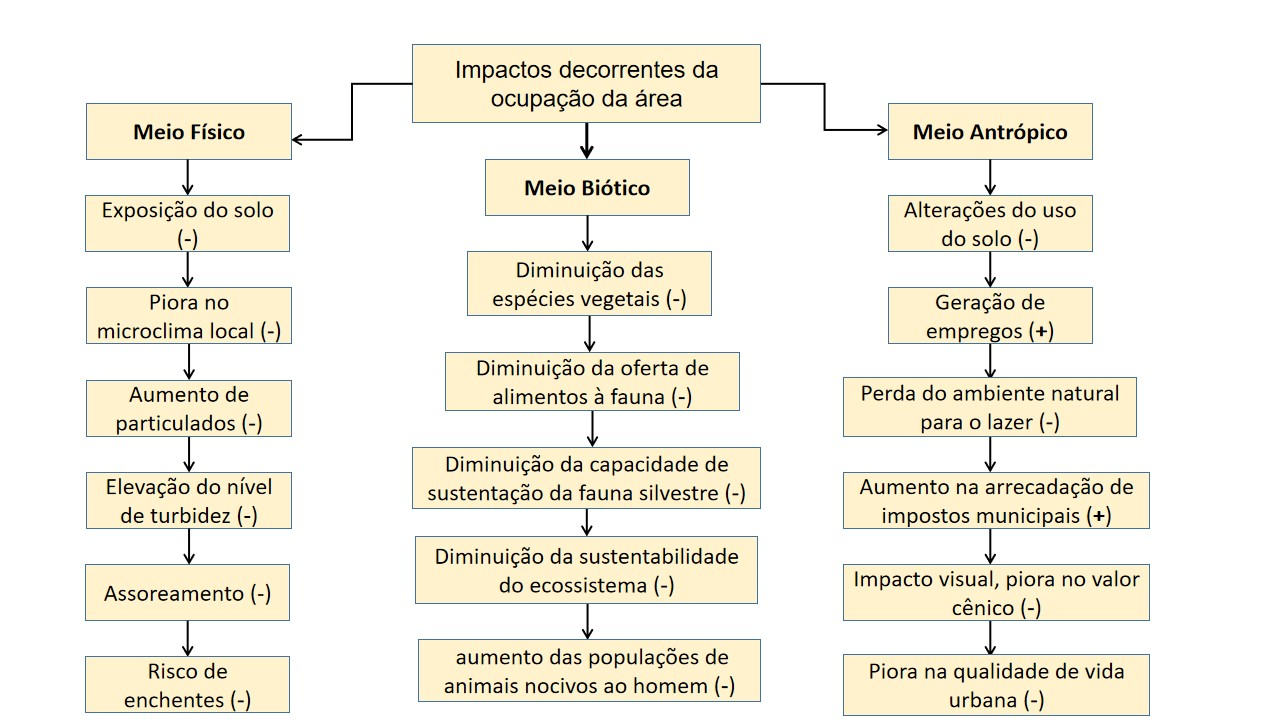 Impactos decorrentes da
ocupação da área
Meio Físico
Exposição do solo
(-)
Piora no
microclima local (-)
Aumento de
particulados (-)
Elevação do nível
de turbidez (-)
Assoreamento (-)
Risco de
enchentes (-)
Meio Biótico
Diminuição das
espécies vegetais (-)
Diminuição da oferta de
alimentos à fauna (-)
Diminuição da capacidade de
sustentação da fauna silvestre (-)
Diminuição da sustentabilidade
do ecossistema (-)
aumento das populações de
animais nocivos ao homem (-)
Meio Antrópico
Alterações do uso
do solo (-)
Geração de
empregos (+)
Perda do ambiente natural
para o lazer (-)
Aumento na arrecadação de
impostos municipais (+)
Impacto visual, piora no valor
cênico (-)
Piora na qualidade de vida
urbana (-)